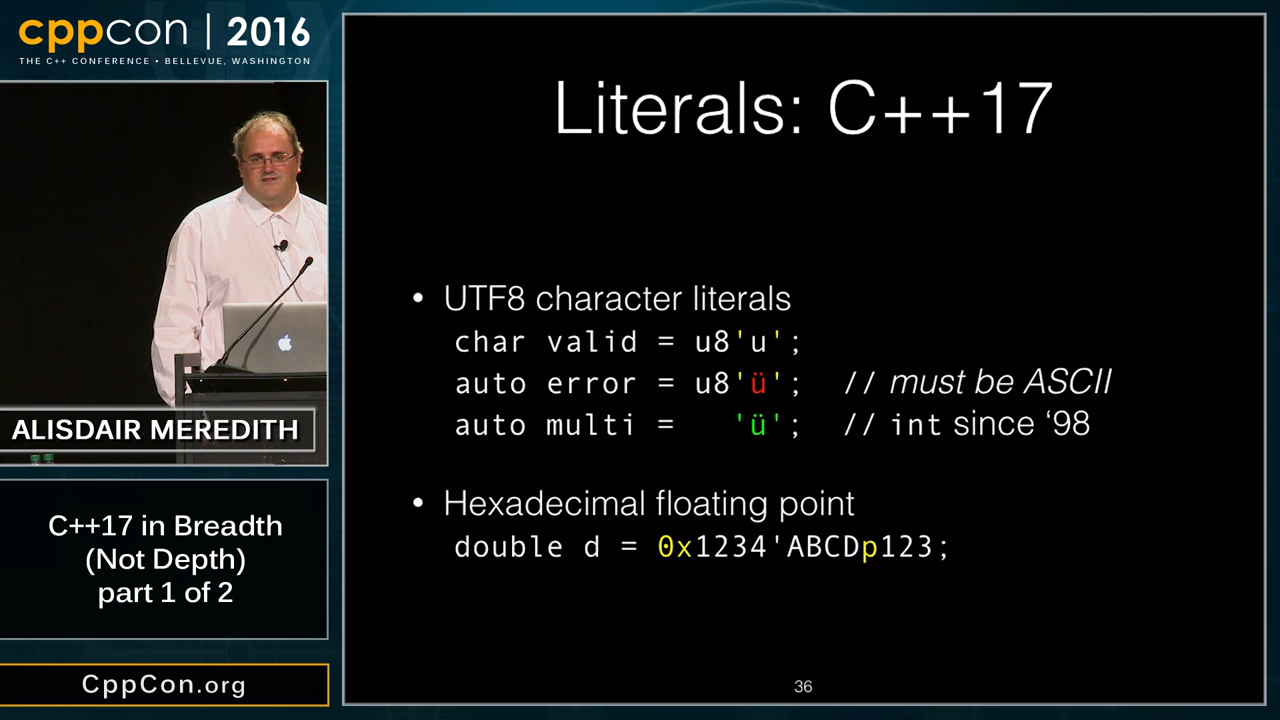 cppcon | 2016
THE C++ CONFERENCE • BELLEVUE, WASHINGTON
ALISDAIR MEREDITH
C++17 in Breadth
(Not Depth)
part 1 of 2
CppCon.org
Literals: C++17
• UTF8 character literals
char valid = u8'u';
auto error = u8'ü'; // must be ASCII
auto multi = 'ü'; // int since ‘98
• Hexadecimal floating point
double d = 0x1234'ABCDp123;
36